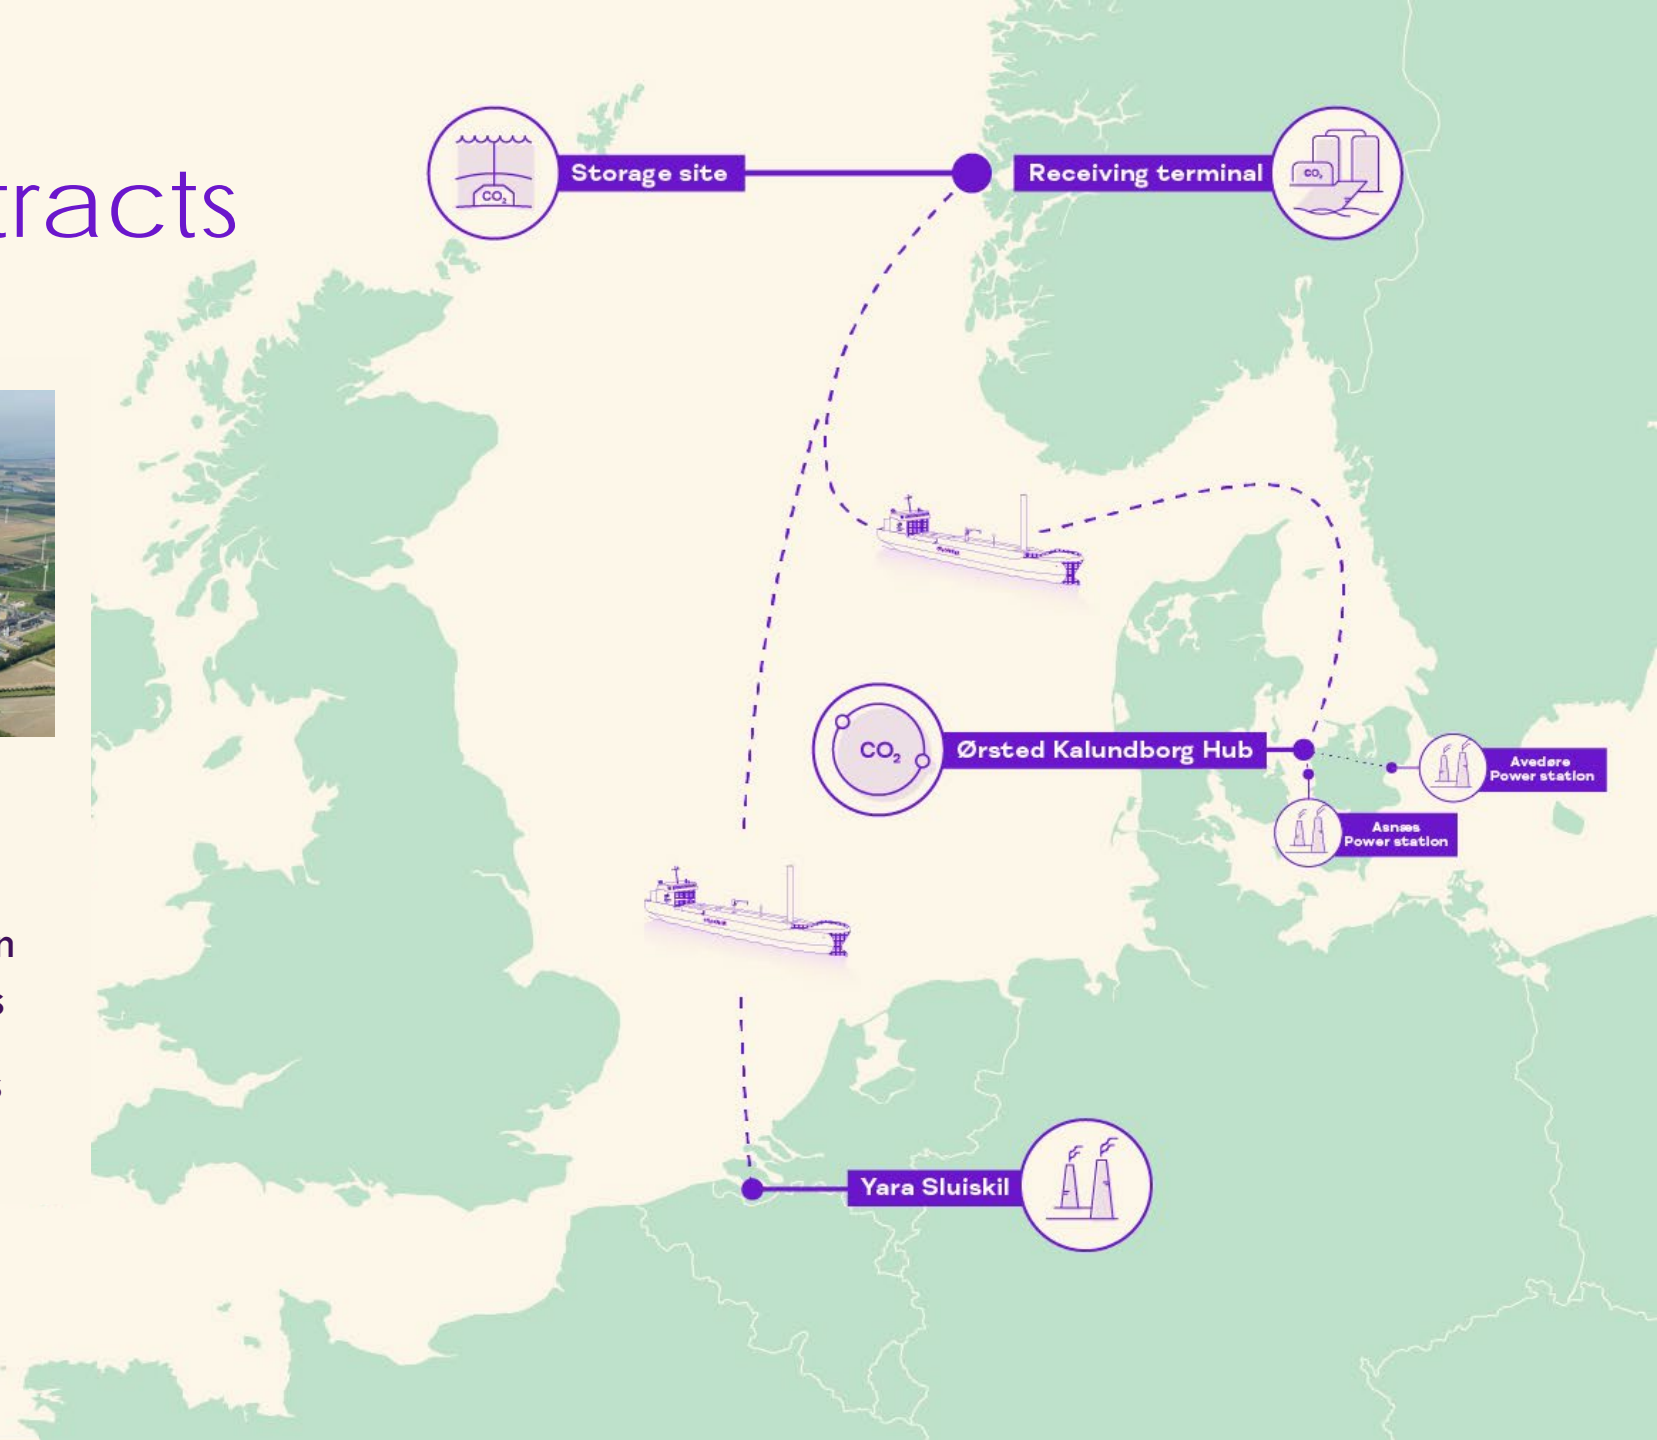 tracts
Storage site
CO₂
Receiving terminal
CO₂
CO₂
Ørsted Kalundborg Hub
Avedøre
Power station
Asnæs
Power station
n
s
s
Yara Sluiskil